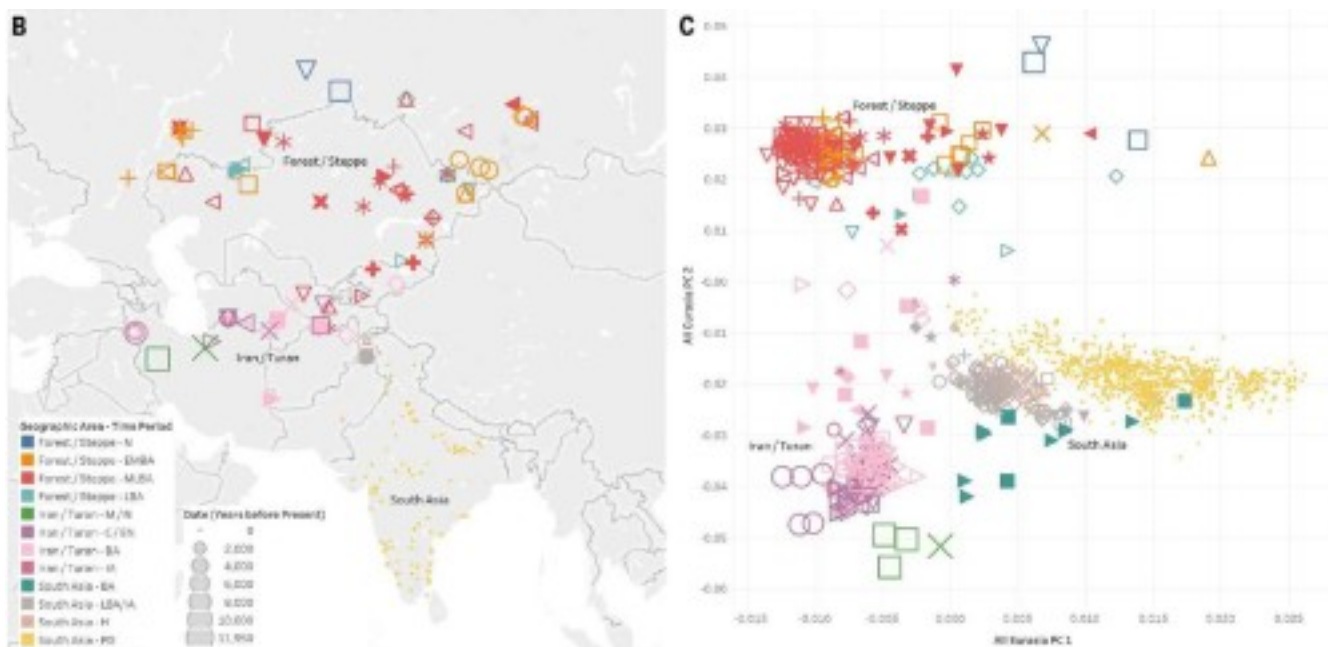 B
Forest / Steppe
Iran / Turan
South Asia
Geographic Area - Time Period
Forest / Steppe - N
Forest / Steppe - EMBA
Forest / Steppe - MLBA
Forest / Steppe - LBA
Iran / Turan - M/N
Iran / Turan - C/EN
Iran / Turan - BA
Iran / Turan - IA
South Asia - BA
South Asia - LBA/IA
South Asia - H
South Asia - PD
Date (Years before Present)
0
2,000
4,000
6,000
8,000
10,000
11,950
C
All Eurasia PC 2
0.02
0.01
-0.00
-0.01
-0.02
-0.03
-0.04
-0.05
-0.06
Forest / Steppe
Iran / Turan
South Asia
-0.015
-0.010
-0.005
0.000
0.005
0.010
0.015
0.020
All Eurasia PC 1